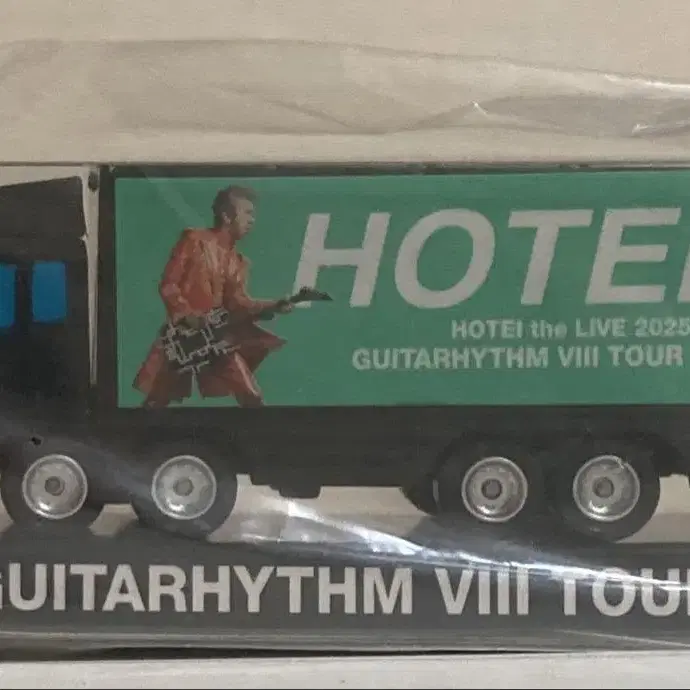 HOTEI
HOTEI the LIVE 2025
GUITARHYTHM VIII TOUR
GUITARHYTHM VIII TOUR